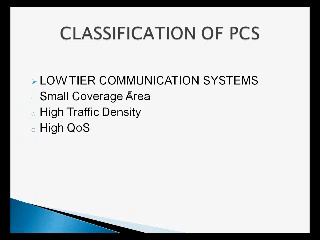 CLASSIFICATION OF PCS
LOW TIER COMMUNICATION SYSTEMS
Small Coverage Area
High Traffic Density
High QoS